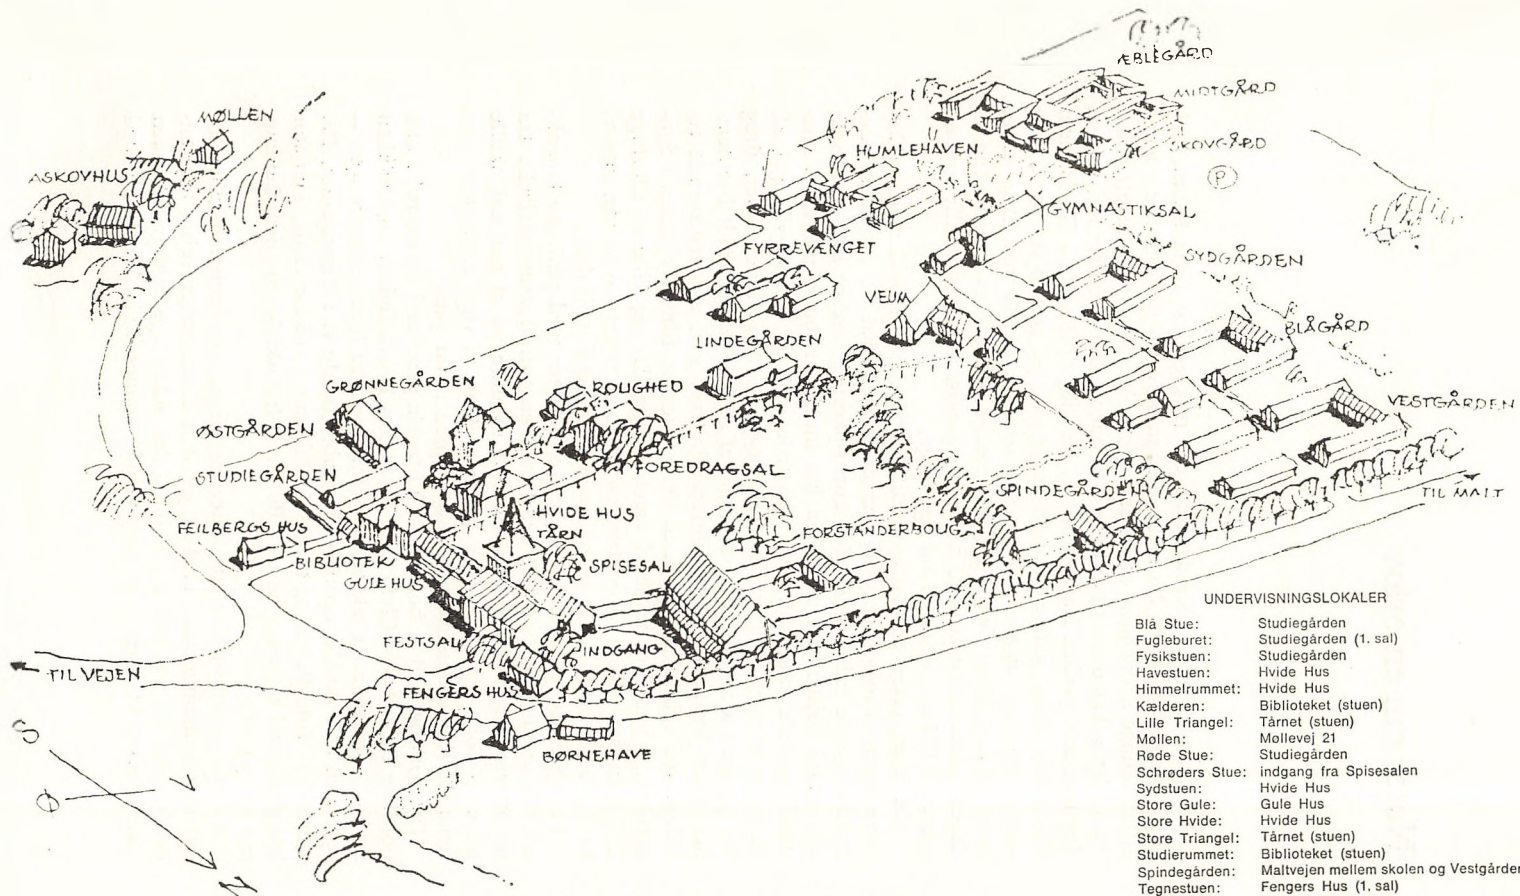 ÆBLEGÅRD
MIDTGÅRD
MØLLEN
SKOVGÅRD
HUMLEHAVEN
ASKOVHUS
P
GYMNASTIKSAL
FYRREVÆNGET
SYDGÅRDEN
VEUM
BLÅGÅRD
LINDEGÅRDEN
GRØNNEGÅRDEN
ROLIGHED
VESTGÅRDEN
ØSTGÅRDEN
FOREDRAGSAL
STUDIEGÅRDEN
SPINDEGÅRDEN
TIL MALT
HVIDE HUS
FEILBERGS HUS
TÅRN
FORSTANDERBOLIG
BIBLIOTEK
SPISESAL
GULE HUS
FESTSAL
INDGANG
TIL VEJEN
FENGERS HUS
BØRNEHAVE
S
V
Ø
N
UNDERVISNINGSLOKALER
Blå Stue: Studiegården
Fugleburet: Studiegården (1. sal)
Fysikstuen: Studiegården
Havestuen: Hvide Hus
Himmelrummet: Hvide Hus
Kælderen: Biblioteket (stuen)
Lille Triangel: Tårnet (stuen)
Møllen: Møllevej 21
Røde Stue: Studiegården
Schrøders Stue: indgang fra Spisesalen
Sydstuen: Hvide Hus
Store Gule: Gule Hus
Store Hvide: Hvide Hus
Store Triangel: Tårnet (stuen)
Studierummet: Biblioteket (stuen)
Spindegården: Maltvejen mellem skolen og Vestgården
Tegnestuen: Fengers Hus (1. sal)